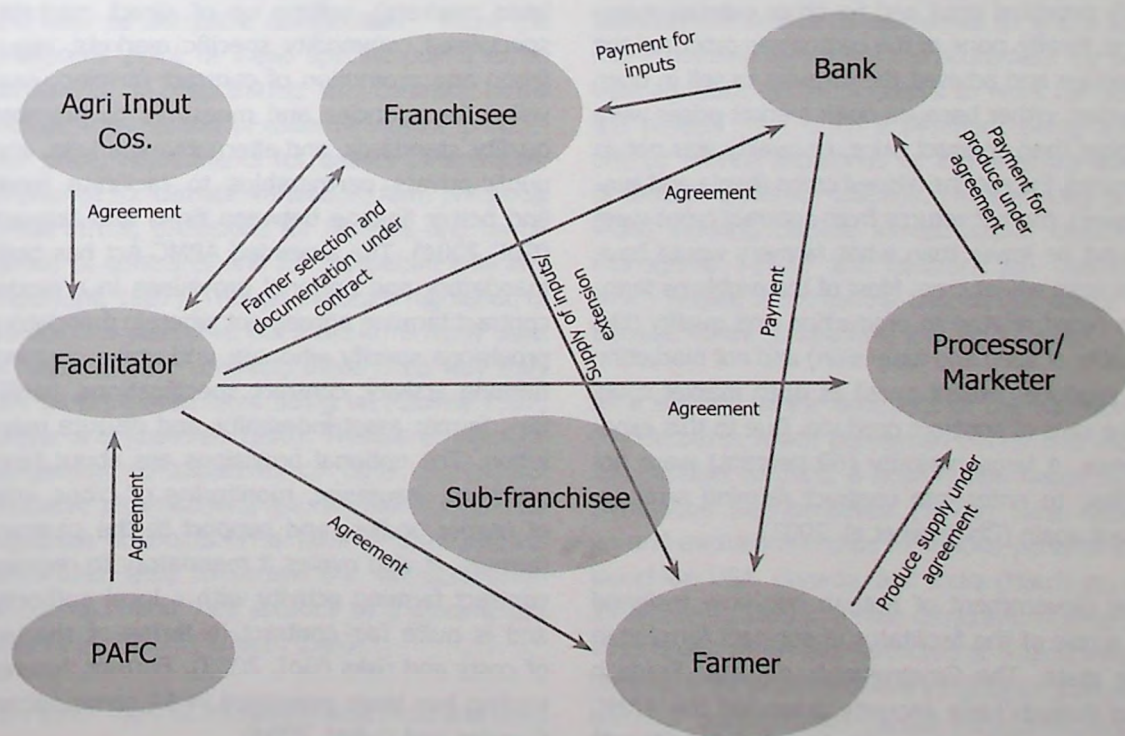 Payment for
inputs
Bank
Agri Input
Cos.
Franchisee
Agreement
Farmer selection and
documentation under
contract
Agreement
Payment for
produce under
agreement
Supply of inputs/
extension
Payment
Facilitator
Processor/
Marketer
Agreement
Sub-franchisee
Agreement
Agreement
Produce supply under
agreement
PAFC
Farmer